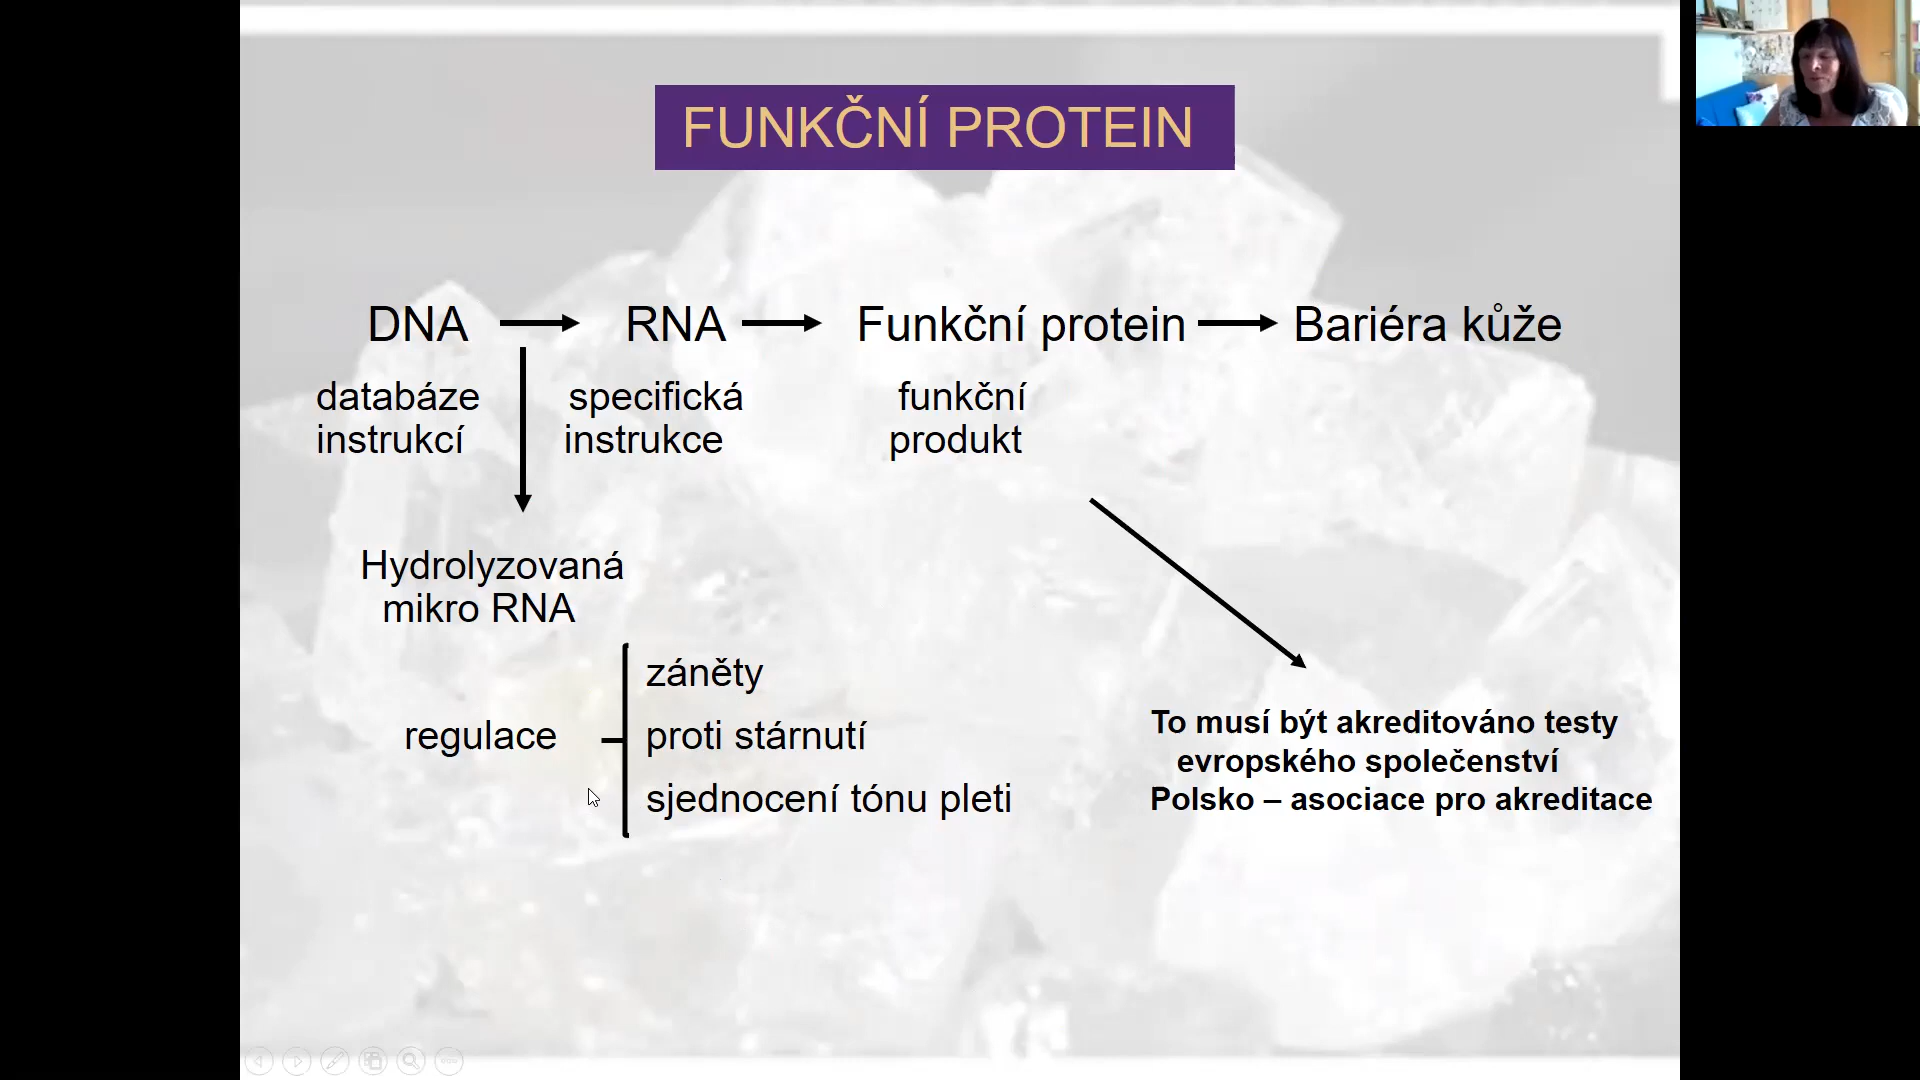 FUNKČNÍ PROTEIN
DNA RNA Funkční protein Bariéra kůže
databáze specifická funkční
instrukcí instrukce produkt
Hydrolyzovaná
mikro RNA
záněty
regulace proti stárnutí
sjednocení tónu pleti
To musí být akreditováno testy
evropského společenství
Polsko – asociace pro akreditace